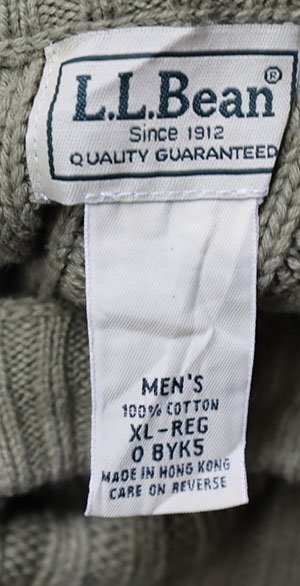 L.L.Bean®
Since 1912
QUALITY GUARANTEED
MEN'S
100% COTTON
XL-REG
0 BYK5
MADE IN HONG KONG
CARE ON REVERSE